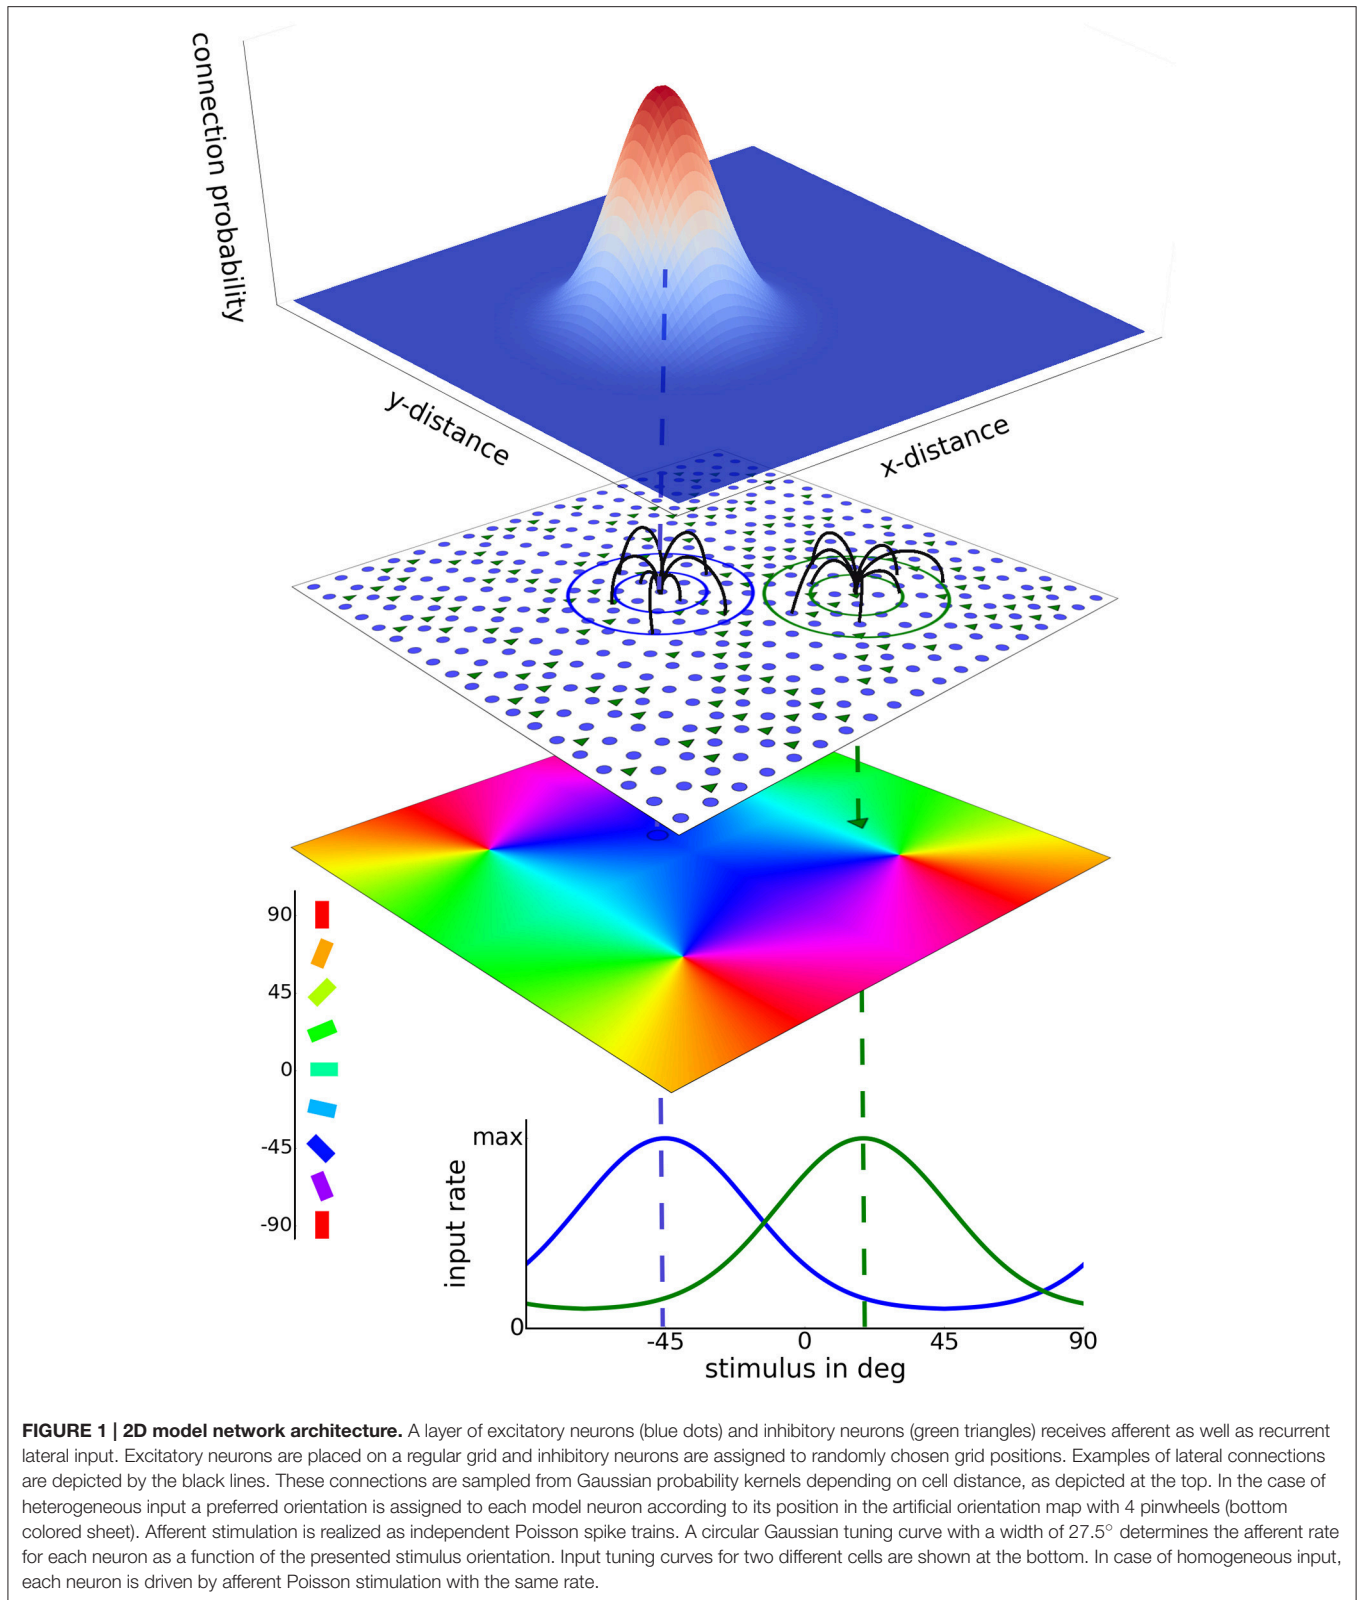 connection probability
y-distance
x-distance
90
45
0
-45
-90
max
input rate
0
-45
0
45
90
stimulus in deg
FIGURE 1 | 2D model network architecture. A layer of excitatory neurons (blue dots) and inhibitory neurons (green triangles) receives afferent as well as recurrent
lateral input. Excitatory neurons are placed on a regular grid and inhibitory neurons are assigned to randomly chosen grid positions. Examples of lateral connections
are depicted by the black lines. These connections are sampled from Gaussian probability kernels depending on cell distance, as depicted at the top. In the case of
heterogeneous input a preferred orientation is assigned to each model neuron according to its position in the artificial orientation map with 4 pinwheels (bottom
colored sheet). Afferent stimulation is realized as independent Poisson spike trains. A circular Gaussian tuning curve with a width of 27.5° determines the afferent rate
for each neuron as a function of the presented stimulus orientation. Input tuning curves for two different cells are shown at the bottom. In case of homogeneous input,
each neuron is driven by afferent Poisson stimulation with the same rate.